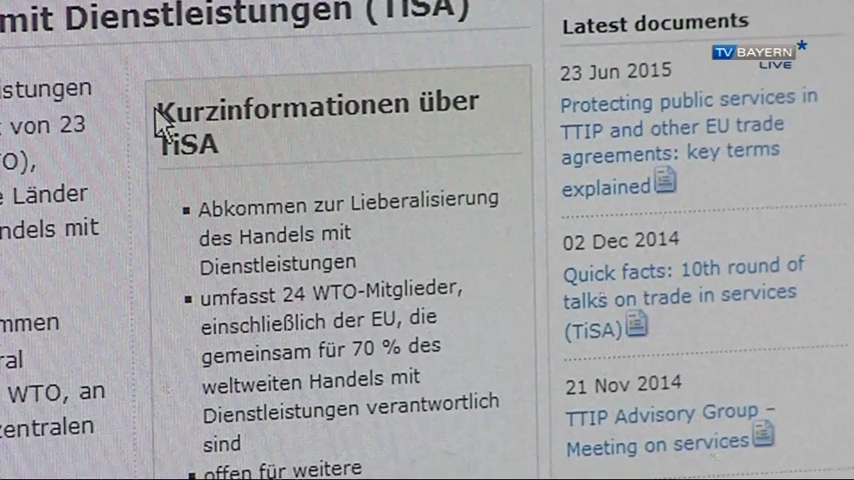 mit Dienstleistungen (TiSA)
stungen
von 23
O),
Länder
ndels mit
mmen
ral
WTO, an
zentralen
Kurzinformationen über
TiSA
▪ Abkommen zur Lieberalisierung
des Handels mit
Dienstleistungen
▪ umfasst 24 WTO-Mitglieder,
einschließlich der EU, die
gemeinsam für 70 % des
weltweiten Handels mit
Dienstleistungen verantwortlich
sind
▪ offen für weitere
Latest documents
TV BAYERN*
LIVE
23 Jun 2015
Protecting public services in
TTIP and other EU trade
agreements: key terms
explained
02 Dec 2014
Quick facts: 10th round of
talks on trade in services
(TiSA)
21 Nov 2014
TTIP Advisory Group –
Meeting on services